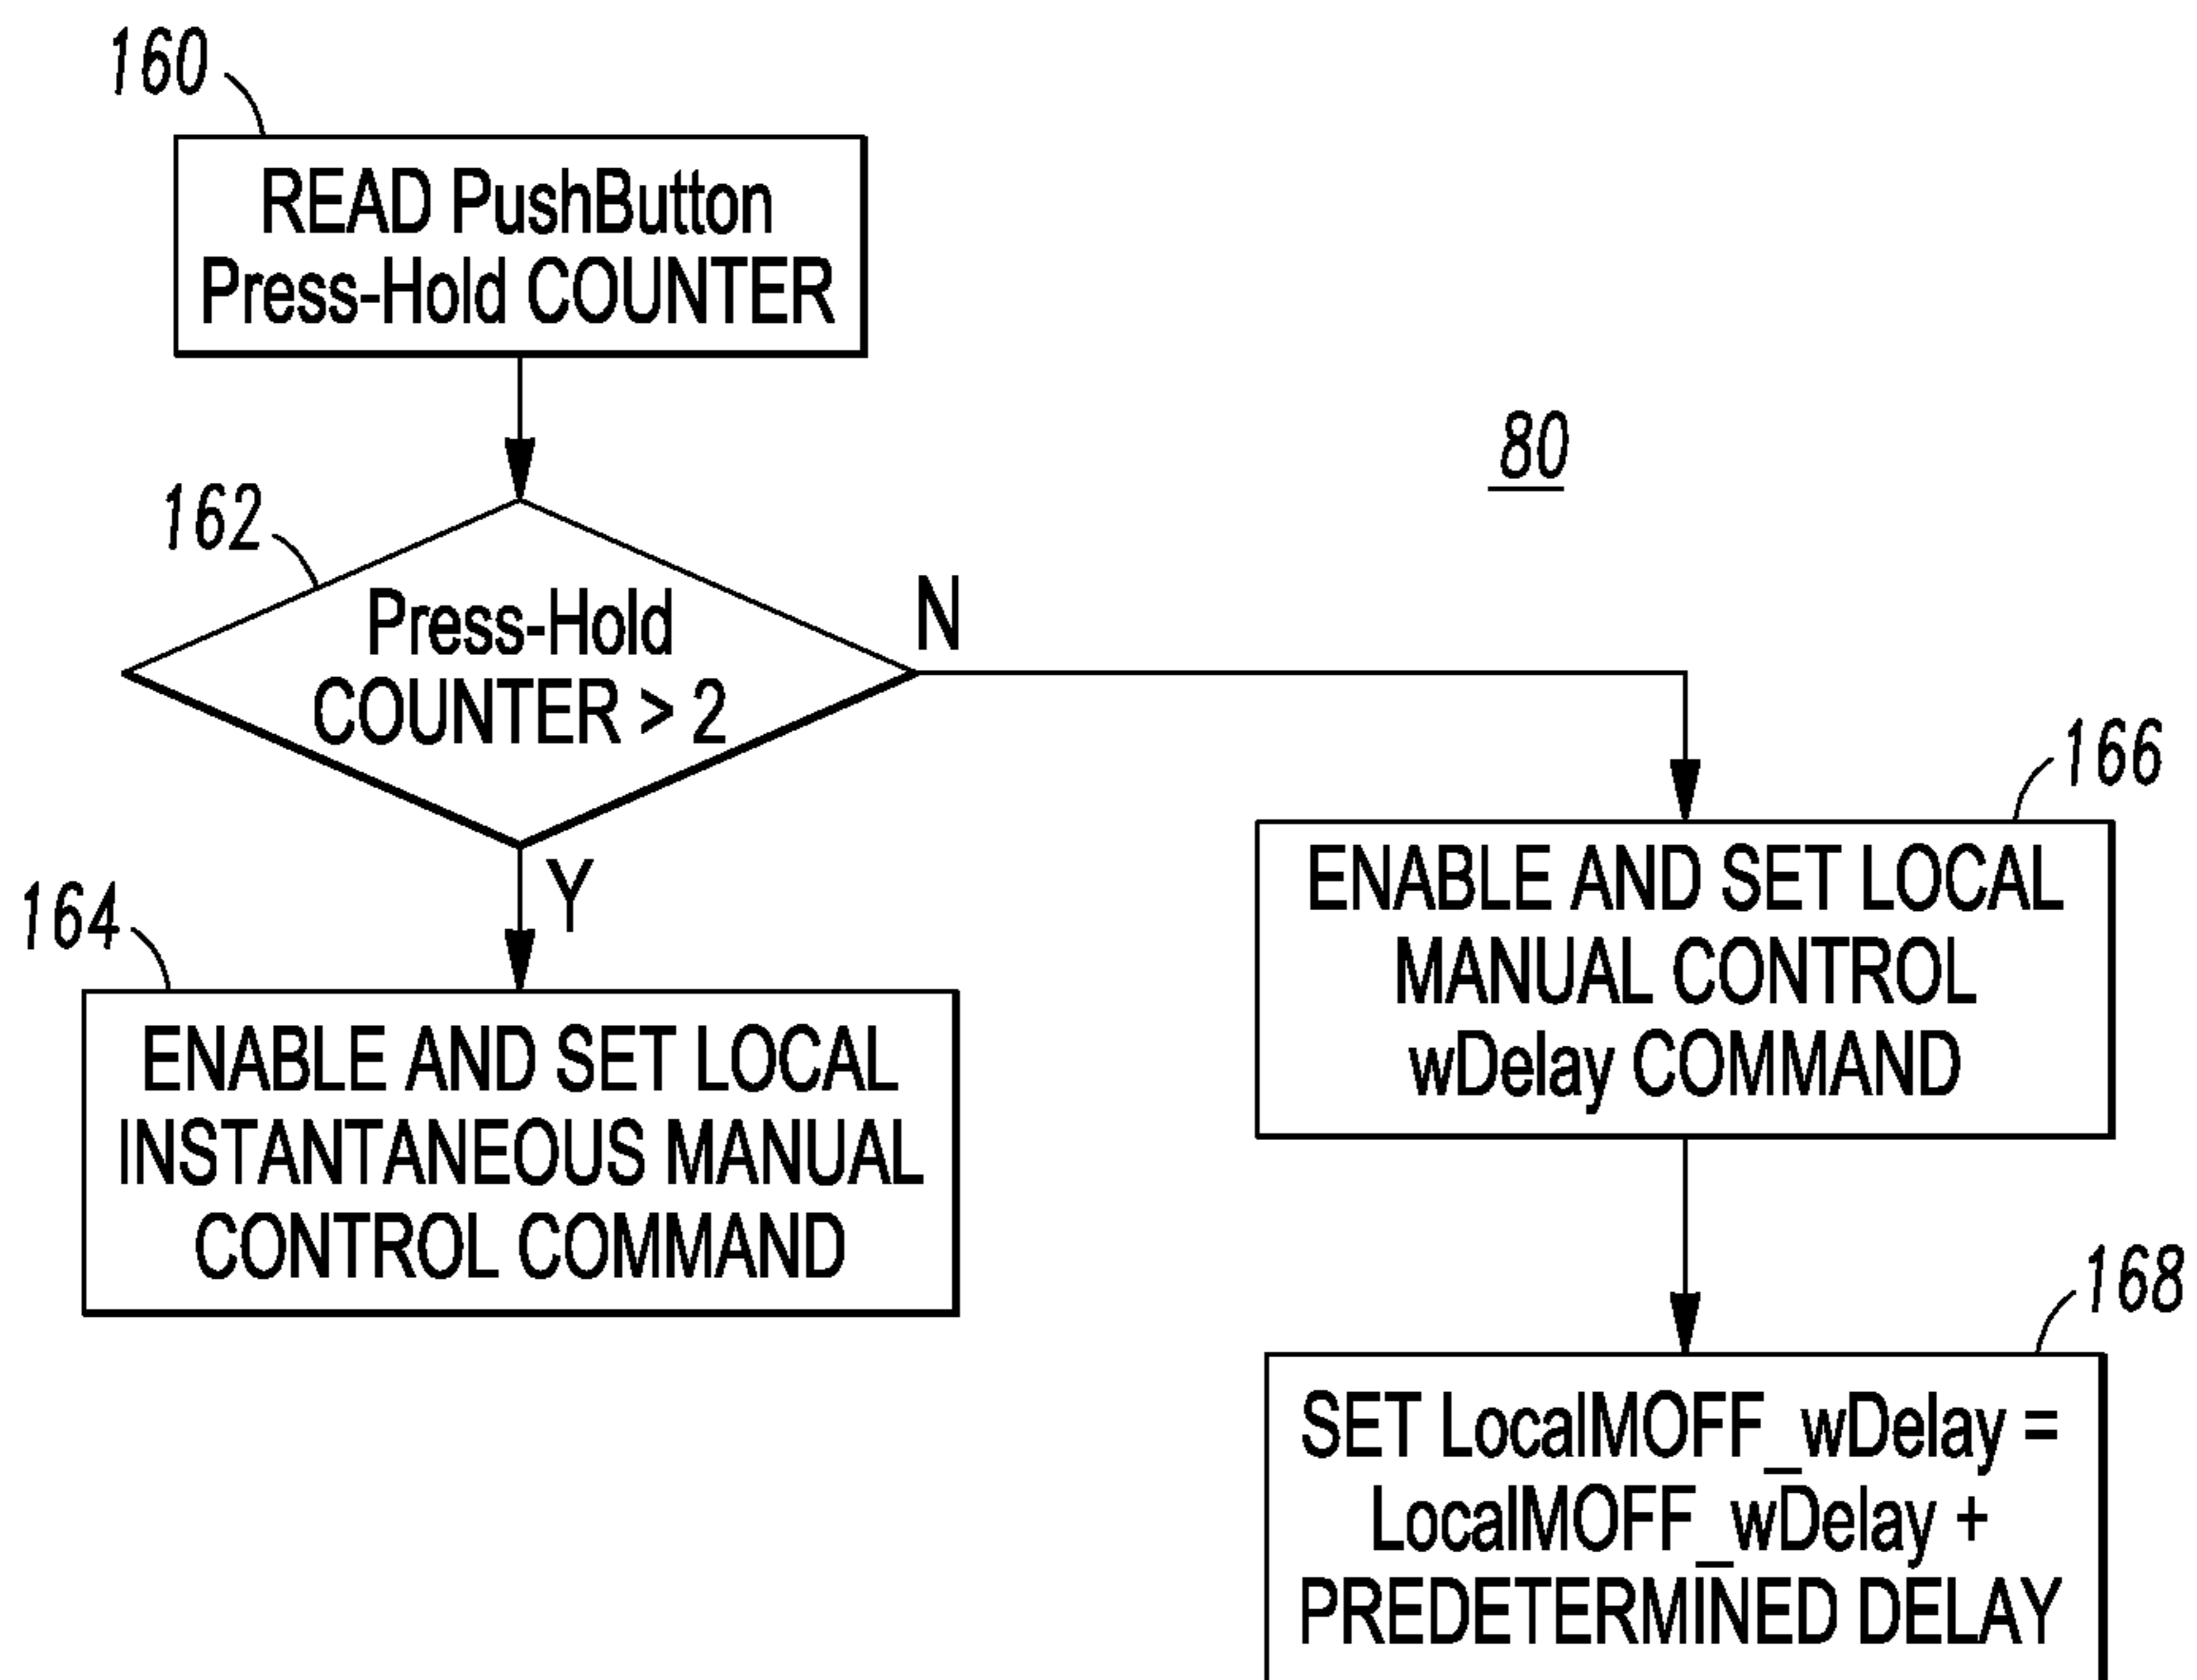 160
READ PushButton
Press-Hold COUNTER
80
162
Press-Hold
COUNTER > 2
N
Y
164
ENABLE AND SET LOCAL
INSTANTANEOUS MANUAL
CONTROL COMMAND
166
ENABLE AND SET LOCAL
MANUAL CONTROL
wDelay COMMAND
168
SET LocalMOFF_wDelay =
LocalMOFF_wDelay +
PREDETERMINED DELAY